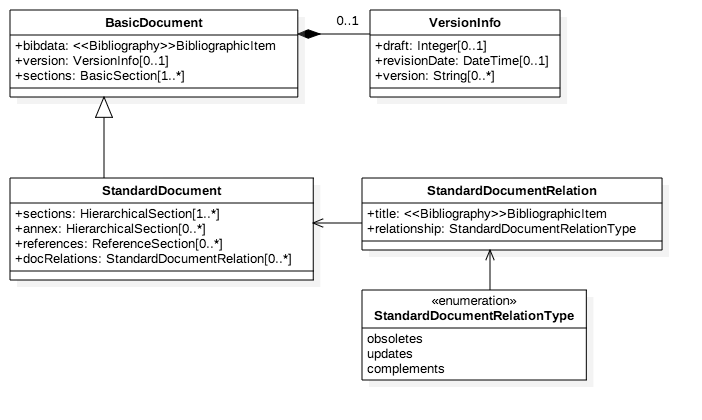 BasicDocument
+bibdata: <<Bibliography>>BibliographicItem
+version: VersionInfo[0..1]
+sections: BasicSection[1..*]
0..1
VersionInfo
+draft: Integer[0..1]
+revisionDate: DateTime[0..1]
+version: String[0..*]
StandardDocument
+sections: HierarchicalSection[1..*]
+annex: HierarchicalSection[0..*]
+references: ReferenceSection[0..*]
+docRelations: StandardDocumentRelation[0..*]
StandardDocumentRelation
+title: <<Bibliography>>BibliographicItem
+relationship: StandardDocumentRelationType
«enumeration»
StandardDocumentRelationType
obsoletes
updates
complements